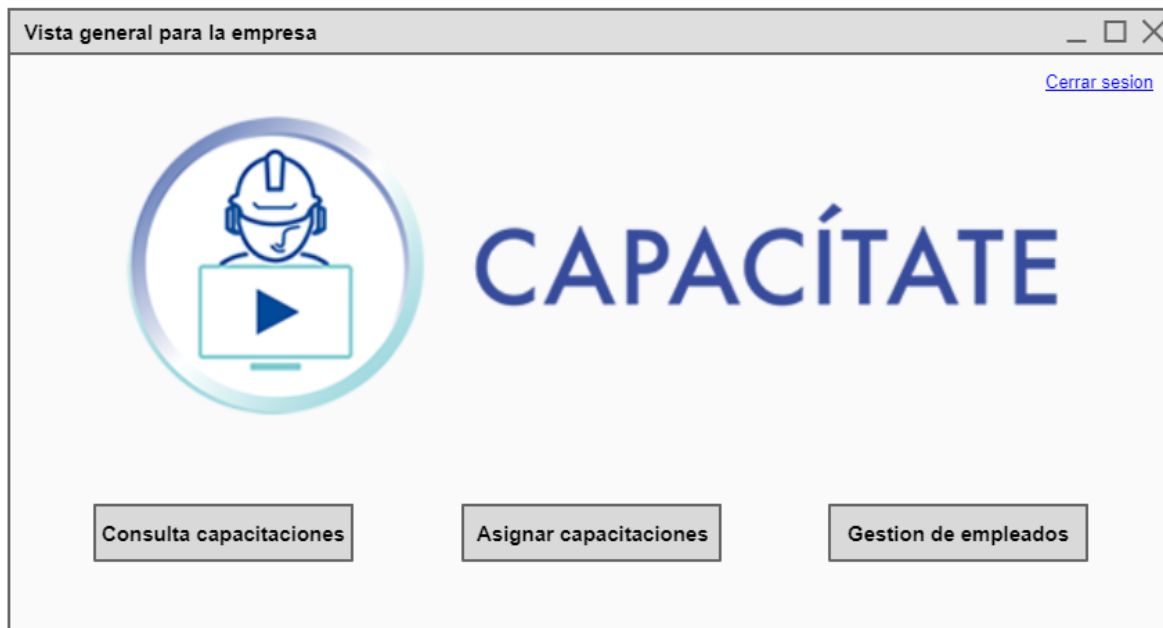 Vista general para la empresa
Cerrar sesion
CAPACÍTATE
Consulta capacitaciones
Asignar capacitaciones
Gestion de empleados